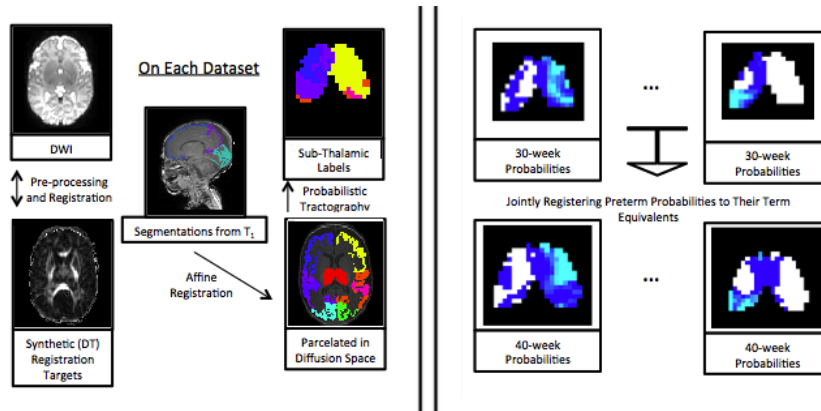 On Each Dataset
DWI
Pre-processing
and Registration
Synthetic (DT)
Registration
Targets
Segmentations from T1
Affine
Registration
Sub-Thalamic
Labels
Probabilistic
Tractography
Parcelated in
Diffusion Space
...
30-week
Probabilities
30-week
Probabilities
Jointly Registering Preterm Probabilities to Their Term
Equivalents
...
40-week
Probabilities
40-week
Probabilities